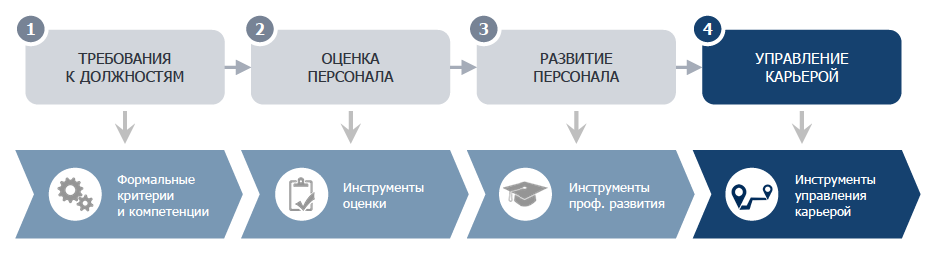 1
ТРЕБОВАНИЯ
К ДОЛЖНОСТЯМ
2
ОЦЕНКА
ПЕРСОНАЛА
3
РАЗВИТИЕ
ПЕРСОНАЛА
4
УПРАВЛЕНИЕ
КАРЬЕРОЙ
Формальные
критерии
и компетенции
Инструменты
оценки
Инструменты
проф. развития
Инструменты
управления
карьерой